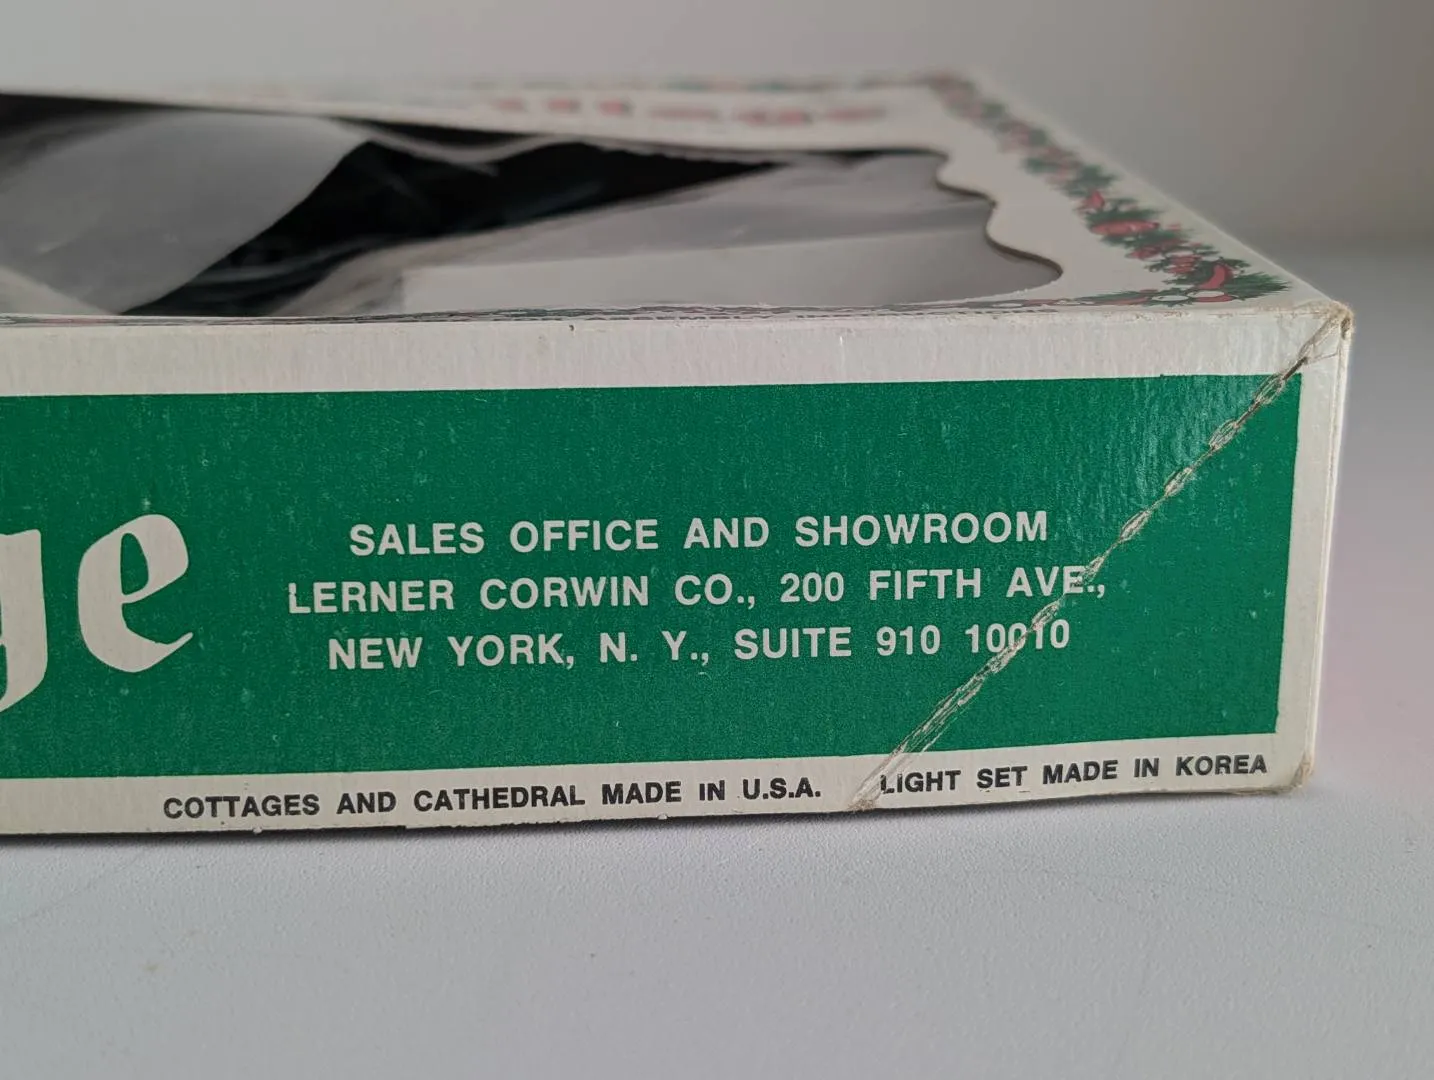 ge
SALES OFFICE AND SHOWROOM
LERNER CORWIN CO., 200 FIFTH AVE.,
NEW YORK, N. Y., SUITE 910 10010
COTTAGES AND CATHEDRAL MADE IN U.S.A. LIGHT SET MADE IN KOREA